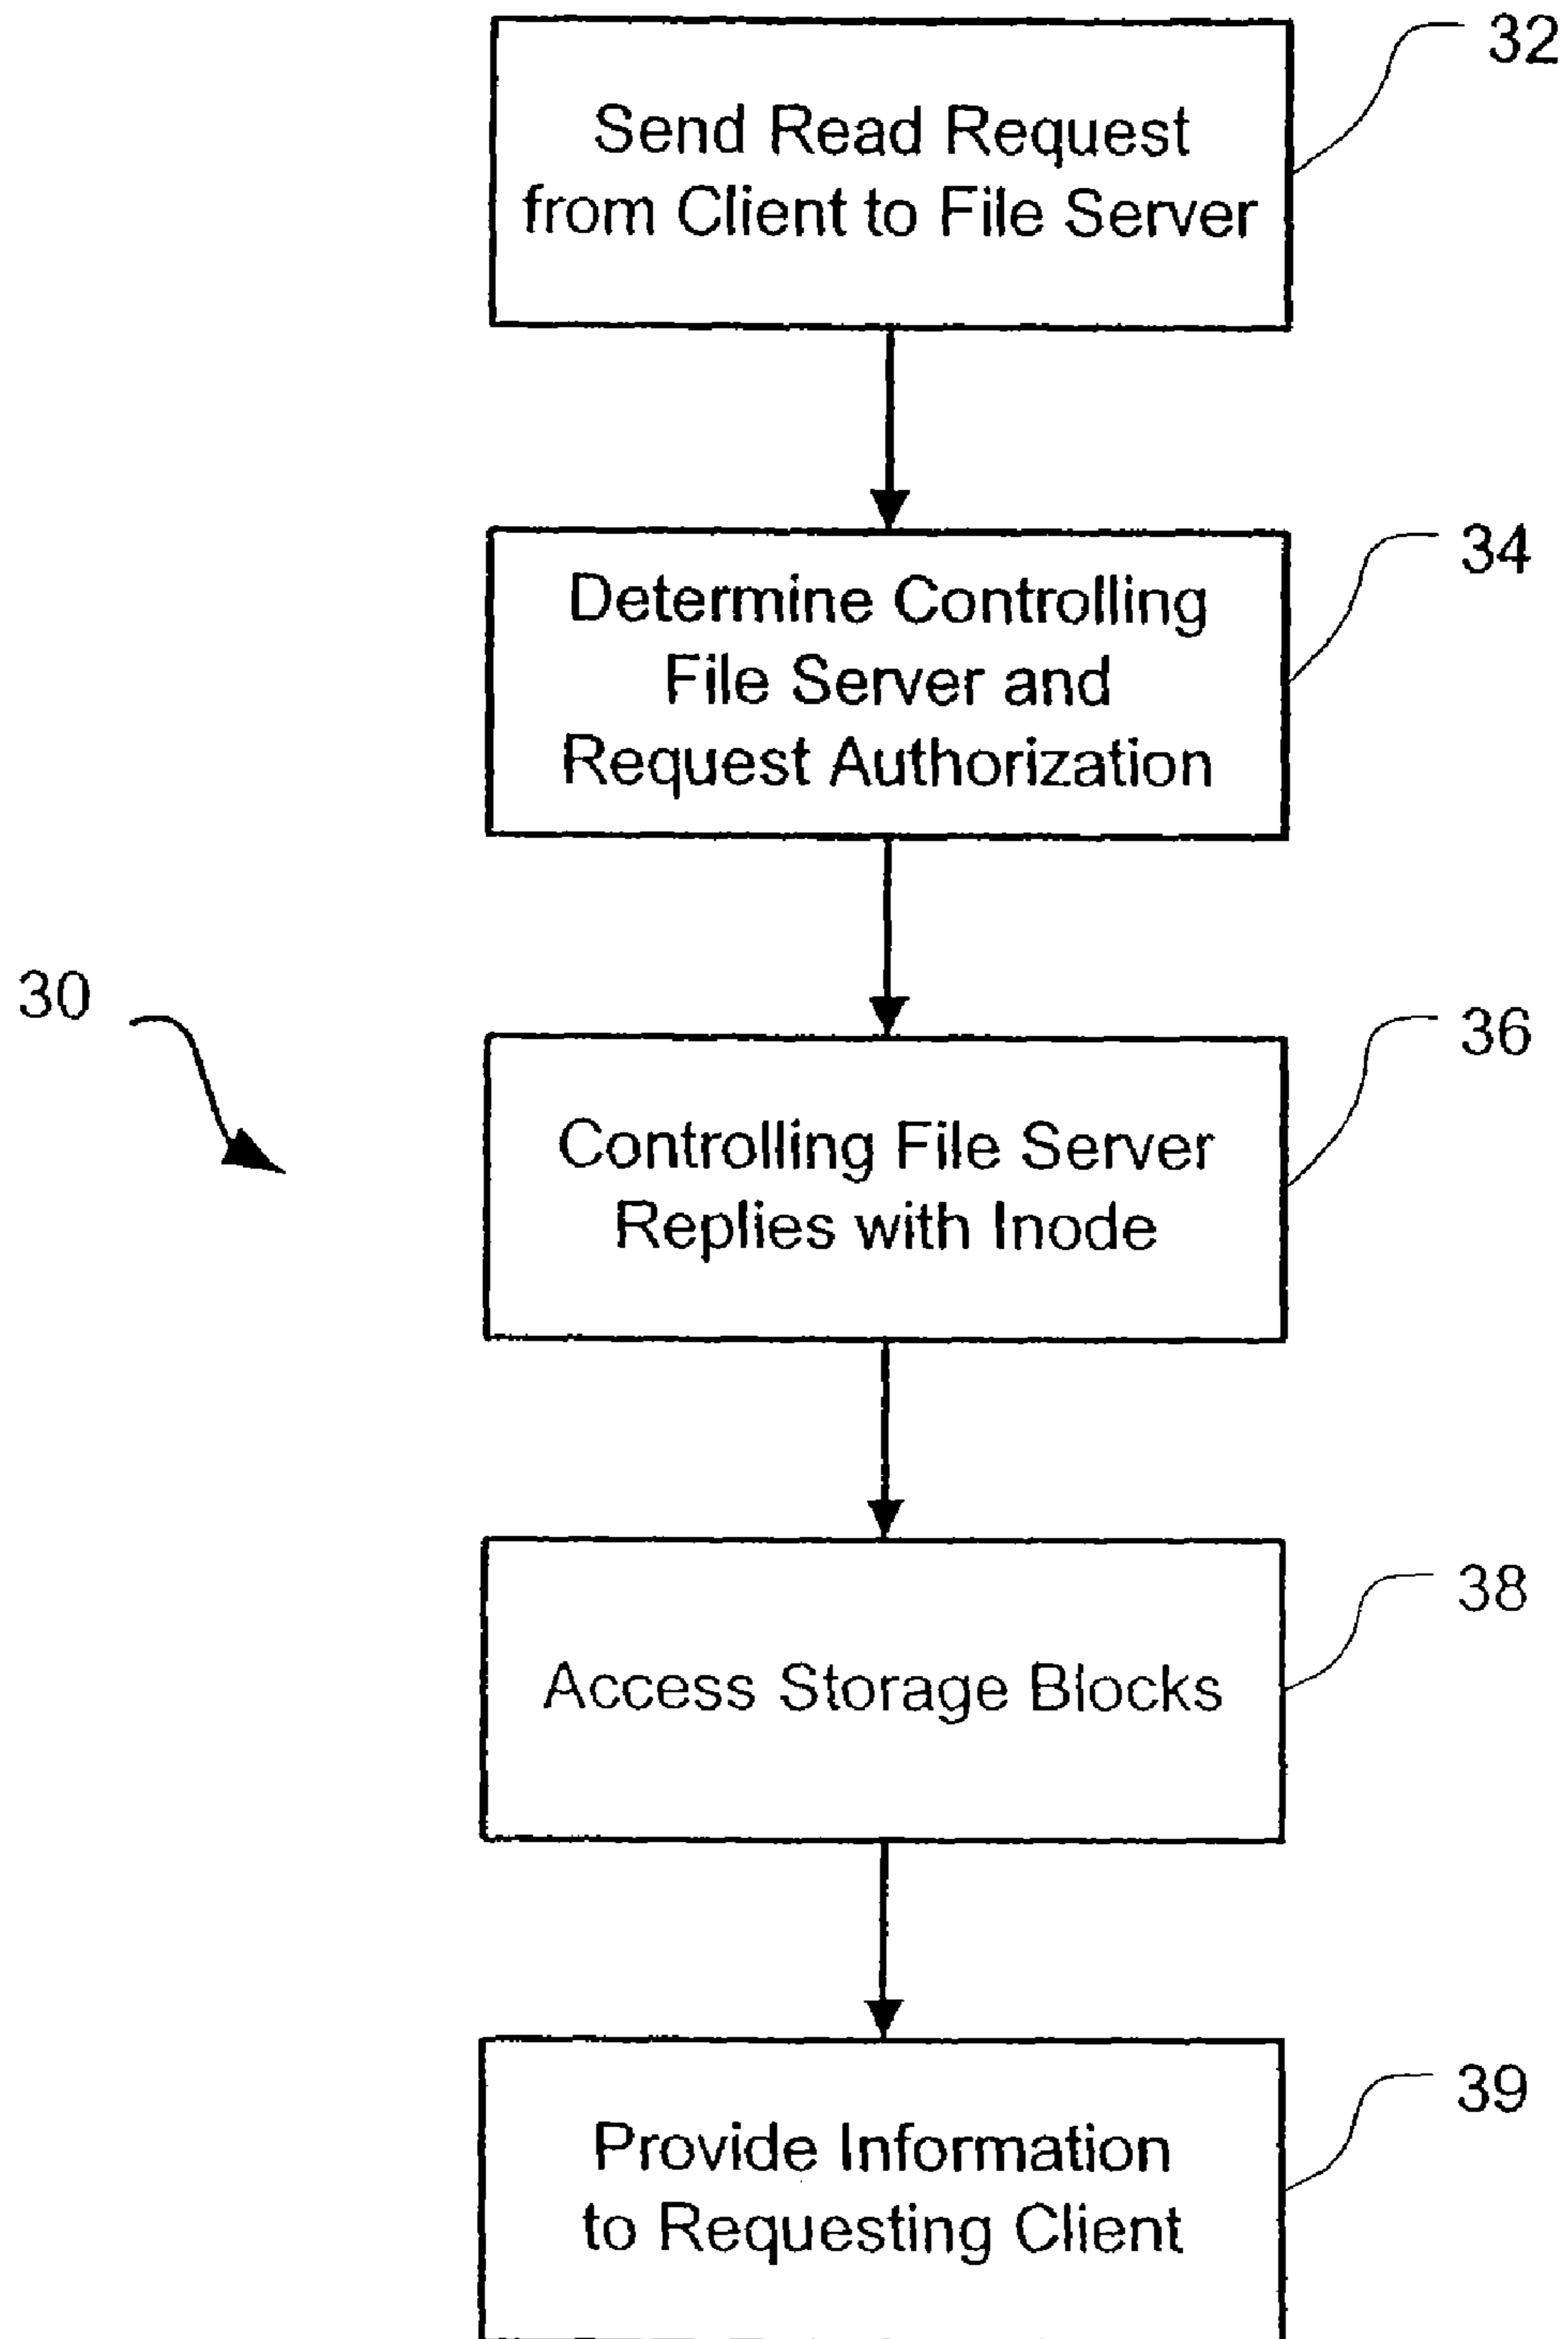 32
Send Read Request
from Client to File Server
34
Determine Controlling
File Server and
Request Authorization
30
36
Controlling File Server
Replies with Inode
38
Access Storage Blocks
39
Provide Information
to Requesting Client